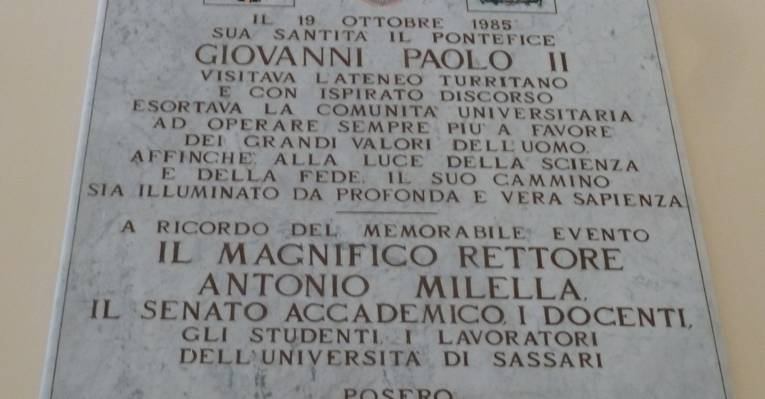 IL 19 OTTOBRE 1985
SUA SANTITÀ IL PONTEFICE
GIOVANNI PAOLO II
VISITAVA L'ATENEO TURRITANO
E CON ISPIRATO DISCORSO
ESORTAVA LA COMUNITÀ UNIVERSITARIA
AD OPERARE SEMPRE PIÙ A FAVORE
DEI GRANDI VALORI DELL'UOMO,
AFFINCHÈ, ALLA LUCE DELLA SCIENZA
E DELLA FEDE, IL SUO CAMMINO
SIA ILLUMINATO DA PROFONDA E VERA SAPIENZA
A RICORDO DEL MEMORABILE EVENTO
IL MAGNIFICO RETTORE
ANTONIO MILELLA,
IL SENATO ACCADEMICO, I DOCENTI,
GLI STUDENTI, I LAVORATORI
DELL'UNIVERSITÀ DI SASSARI
POSERO